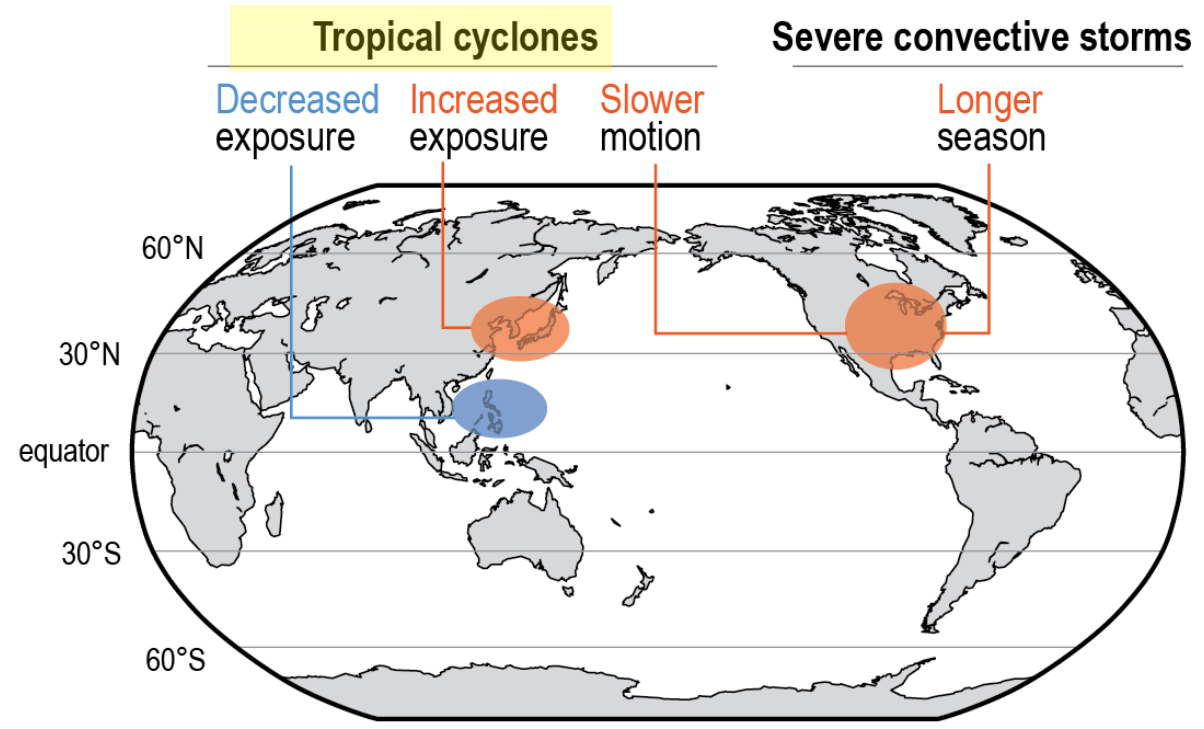 Tropical cyclones
Severe convective storms
Decreased
exposure
Increased
exposure
Slower
motion
Longer
season
60°N
30°N
equator
30°S
60°S